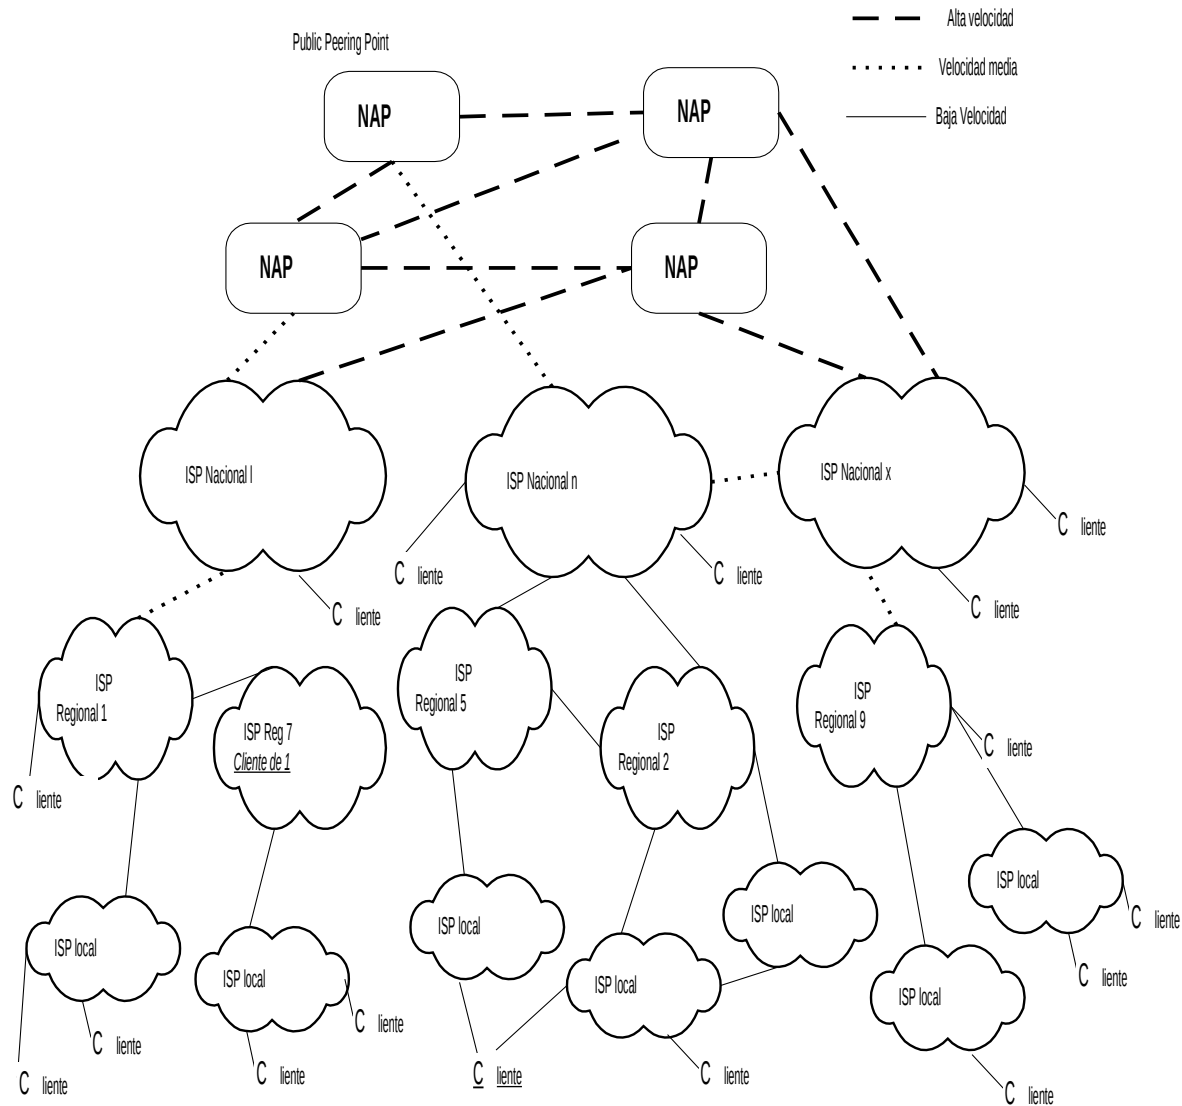 Alta velocidad
Public Peering Point
Velocidad media
NAP
NAP
Baja Velocidad
NAP
NAP
ISP Nacional l
ISP Nacional n
ISP Nacional x
C liente
C liente
C liente
C liente
C liente
ISP
Regional 1
ISP Reg 7
Cliente de 1
ISP
Regional 5
ISP
Regional 2
ISP
Regional 9
C liente
C liente
ISP local
ISP local
ISP local
ISP local
ISP local
ISP local
ISP local
C liente
C liente
C liente
C liente
C liente
C liente
C liente
C liente
C liente